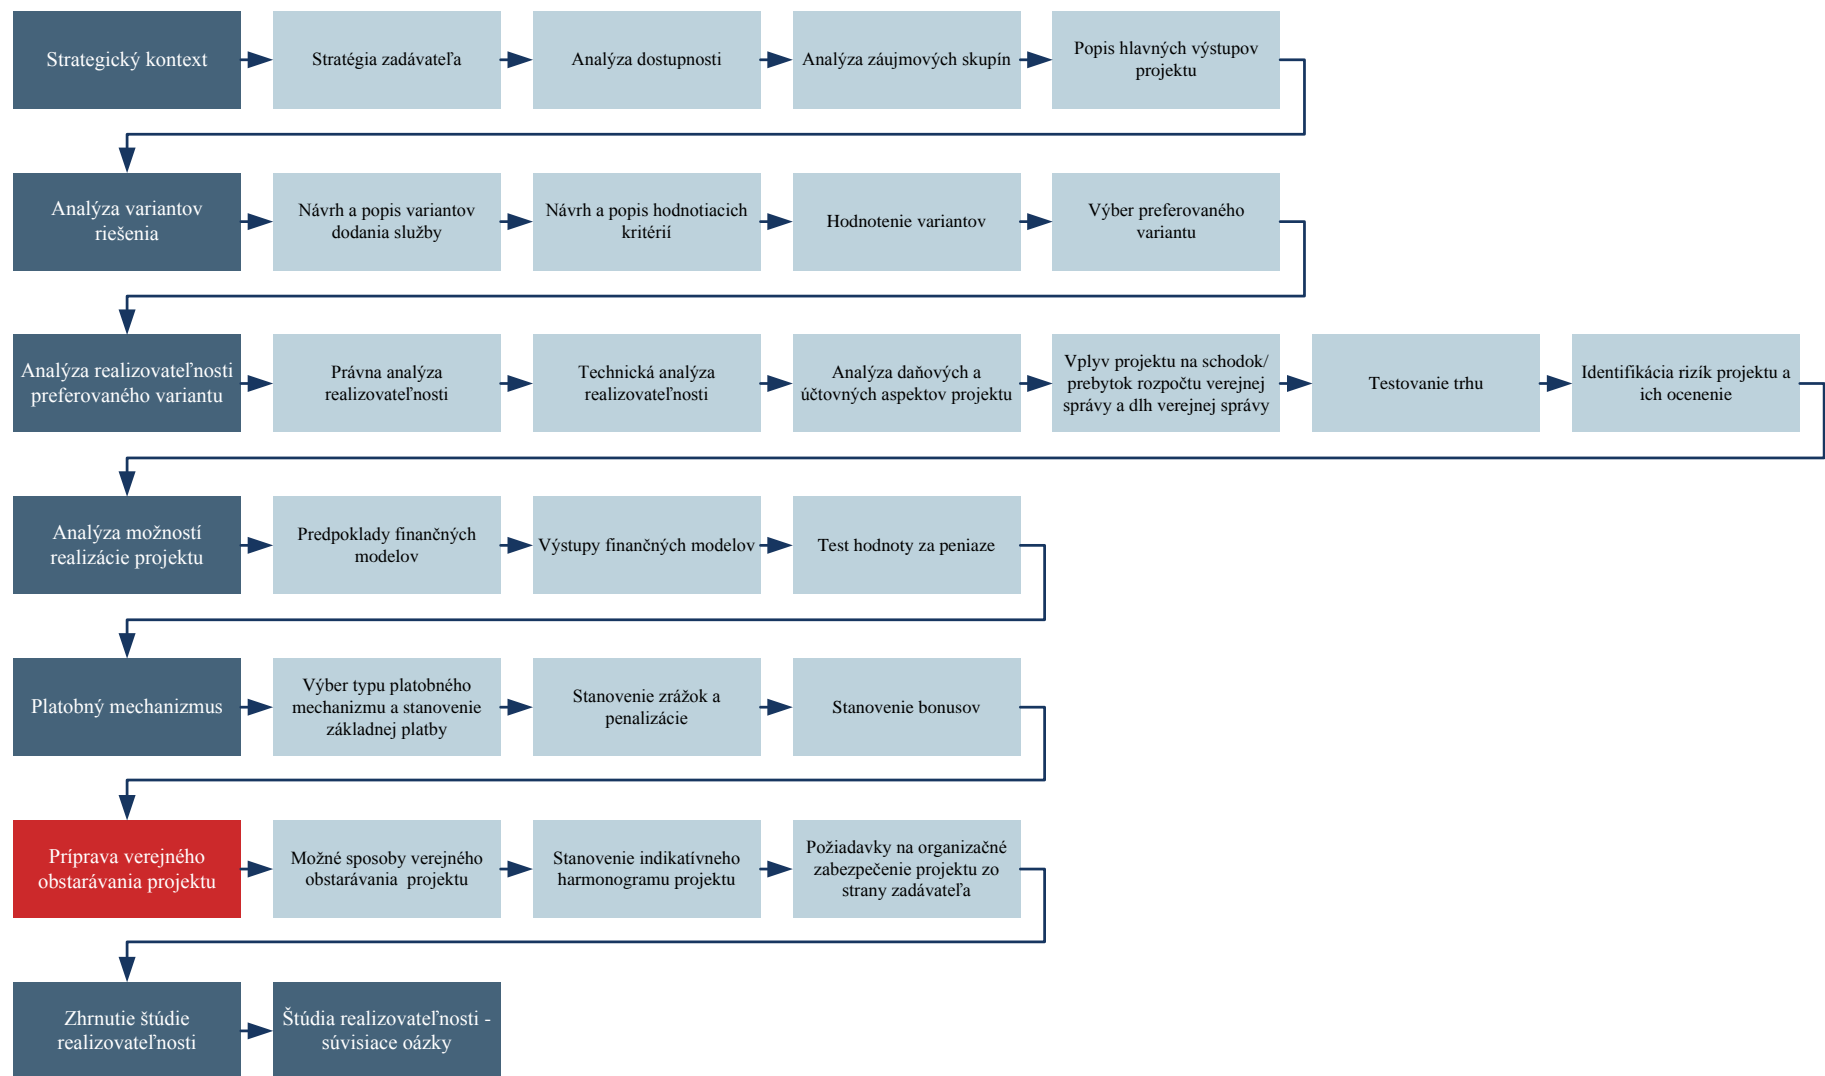 Strategický kontext
Stratégia zadávateľa
Analýza dostupnosti
Analýza záujmových skupín
Popis hlavných výstupov
projektu
Analýza variantov
riešenia
Návrh a popis variantov
dodania služby
Návrh a popis hodnotiacich
kritérií
Hodnotenie variantov
Výber preferovaného
variantu
Analýza realizovateľnosti
preferovaného variantu
Právna analýza
realizovateľnosti
Technická analýza
realizovateľnosti
Analýza daňových a
účtovných aspektov projektu
Vplyv projektu na schodok/
prebytok rozpočtu verejnej
správy a dlh verejnej správy
Testovanie trhu
Identifikácia rizík projektu a
ich ocenenie
Analýza možností
realizácie projektu
Predpoklady finančných
modelov
Výstupy finančných modelov
Test hodnoty za peniaze
Platobný mechanizmus
Výber typu platobného
mechanizmu a stanovenie
základnej platby
Stanovenie zrážok a
penalizácie
Stanovenie bonusov
Príprava verejného
obstarávania projektu
Možné sposoby verejného
obstarávania  projektu
Stanovenie indikatívneho
harmonogramu projektu
Požiadavky na organizačné
zabezpečenie projektu zo
strany zadávateľa
Zhrnutie štúdie
realizovateľnosti
Štúdia realizovateľnosti -
súvisiace oázky